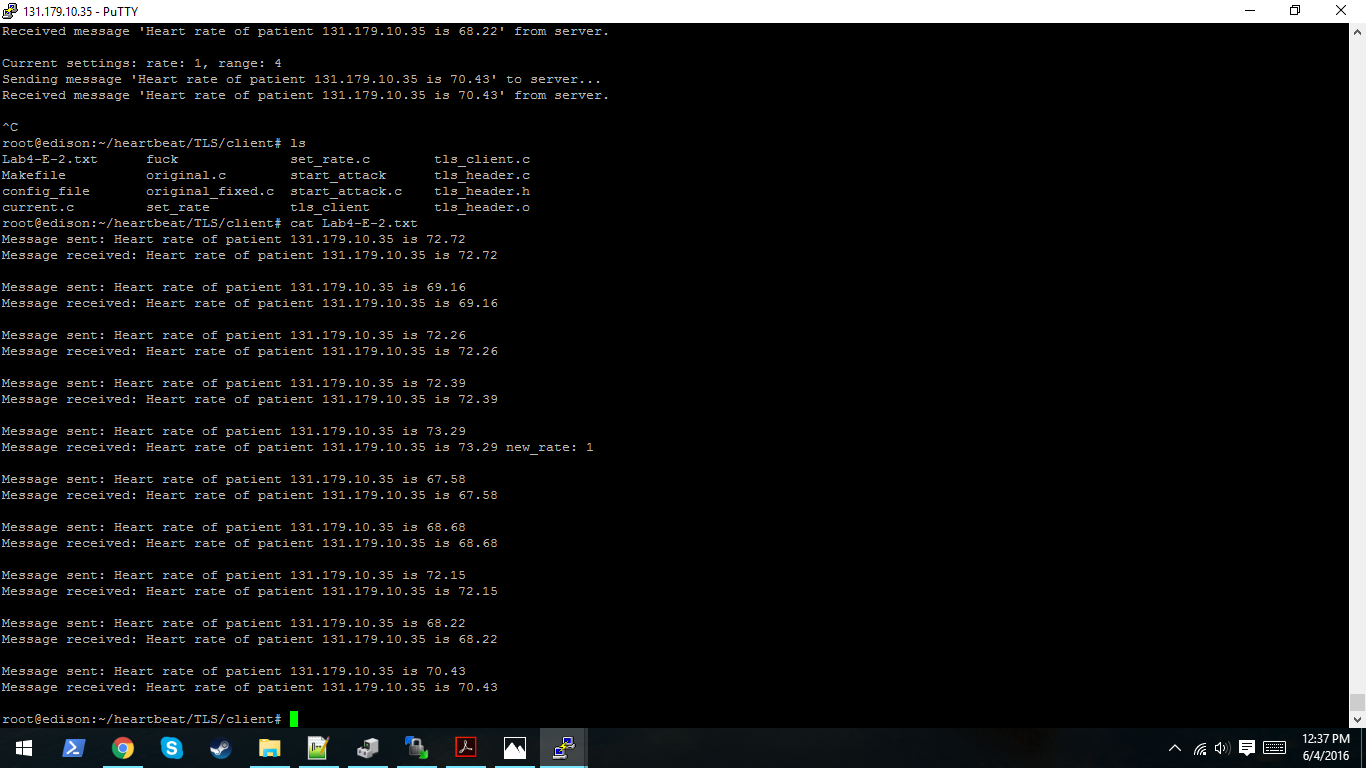 131.179.10.35 - PuTTY
Received message 'Heart rate of patient 131.179.10.35 is 68.22' from server.
Current settings: rate: 1, range: 4
Sending message 'Heart rate of patient 131.179.10.35 is 70.43' to server...
Received message 'Heart rate of patient 131.179.10.35 is 70.43' from server.
^C
root@edison:~/heartbeat/TLS/client# ls
Lab4-E-2.txt      fuck              set_rate.c        tls_client.c
Makefile          original.c        start_attack      tls_header.c
config_file       original_fixed.c  start_attack.c    tls_header.h
current.c         set_rate          tls_client        tls_header.o
root@edison:~/heartbeat/TLS/client# cat Lab4-E-2.txt
Message sent: Heart rate of patient 131.179.10.35 is 72.72
Message received: Heart rate of patient 131.179.10.35 is 72.72
Message sent: Heart rate of patient 131.179.10.35 is 69.16
Message received: Heart rate of patient 131.179.10.35 is 69.16
Message sent: Heart rate of patient 131.179.10.35 is 72.26
Message received: Heart rate of patient 131.179.10.35 is 72.26
Message sent: Heart rate of patient 131.179.10.35 is 72.39
Message received: Heart rate of patient 131.179.10.35 is 72.39
Message sent: Heart rate of patient 131.179.10.35 is 73.29
Message received: Heart rate of patient 131.179.10.35 is 73.29 new_rate: 1
Message sent: Heart rate of patient 131.179.10.35 is 67.58
Message received: Heart rate of patient 131.179.10.35 is 67.58
Message sent: Heart rate of patient 131.179.10.35 is 68.68
Message received: Heart rate of patient 131.179.10.35 is 68.68
Message sent: Heart rate of patient 131.179.10.35 is 72.15
Message received: Heart rate of patient 131.179.10.35 is 72.15
Message sent: Heart rate of patient 131.179.10.35 is 68.22
Message received: Heart rate of patient 131.179.10.35 is 68.22
Message sent: Heart rate of patient 131.179.10.35 is 70.43
Message received: Heart rate of patient 131.179.10.35 is 70.43
root@edison:~/heartbeat/TLS/client#
12:37 PM
6/4/2016